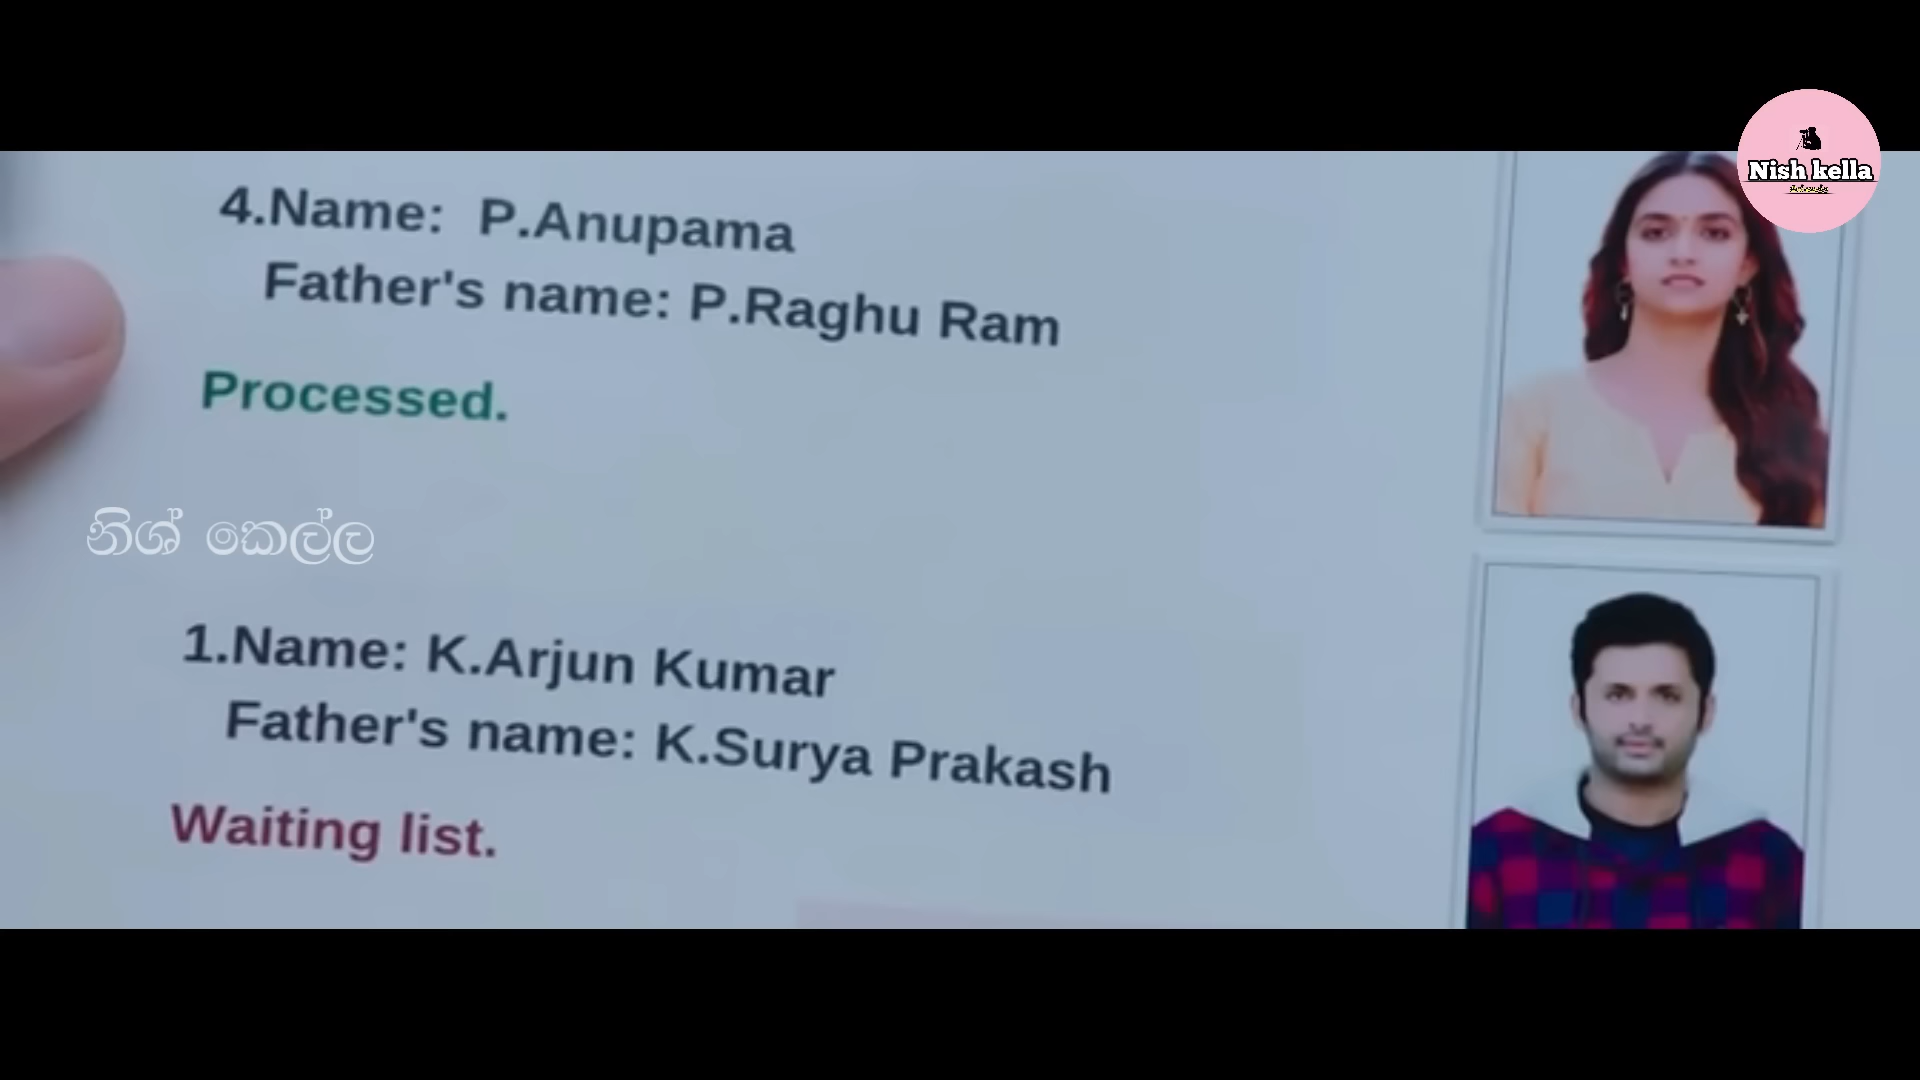 Nish kella
4.Name: P.Anupama
Father's name: P.Raghu Ram
Processed.
නිශ් කෙල්ල
1.Name: K.Arjun Kumar
Father's name: K.Surya Prakash
Waiting list.